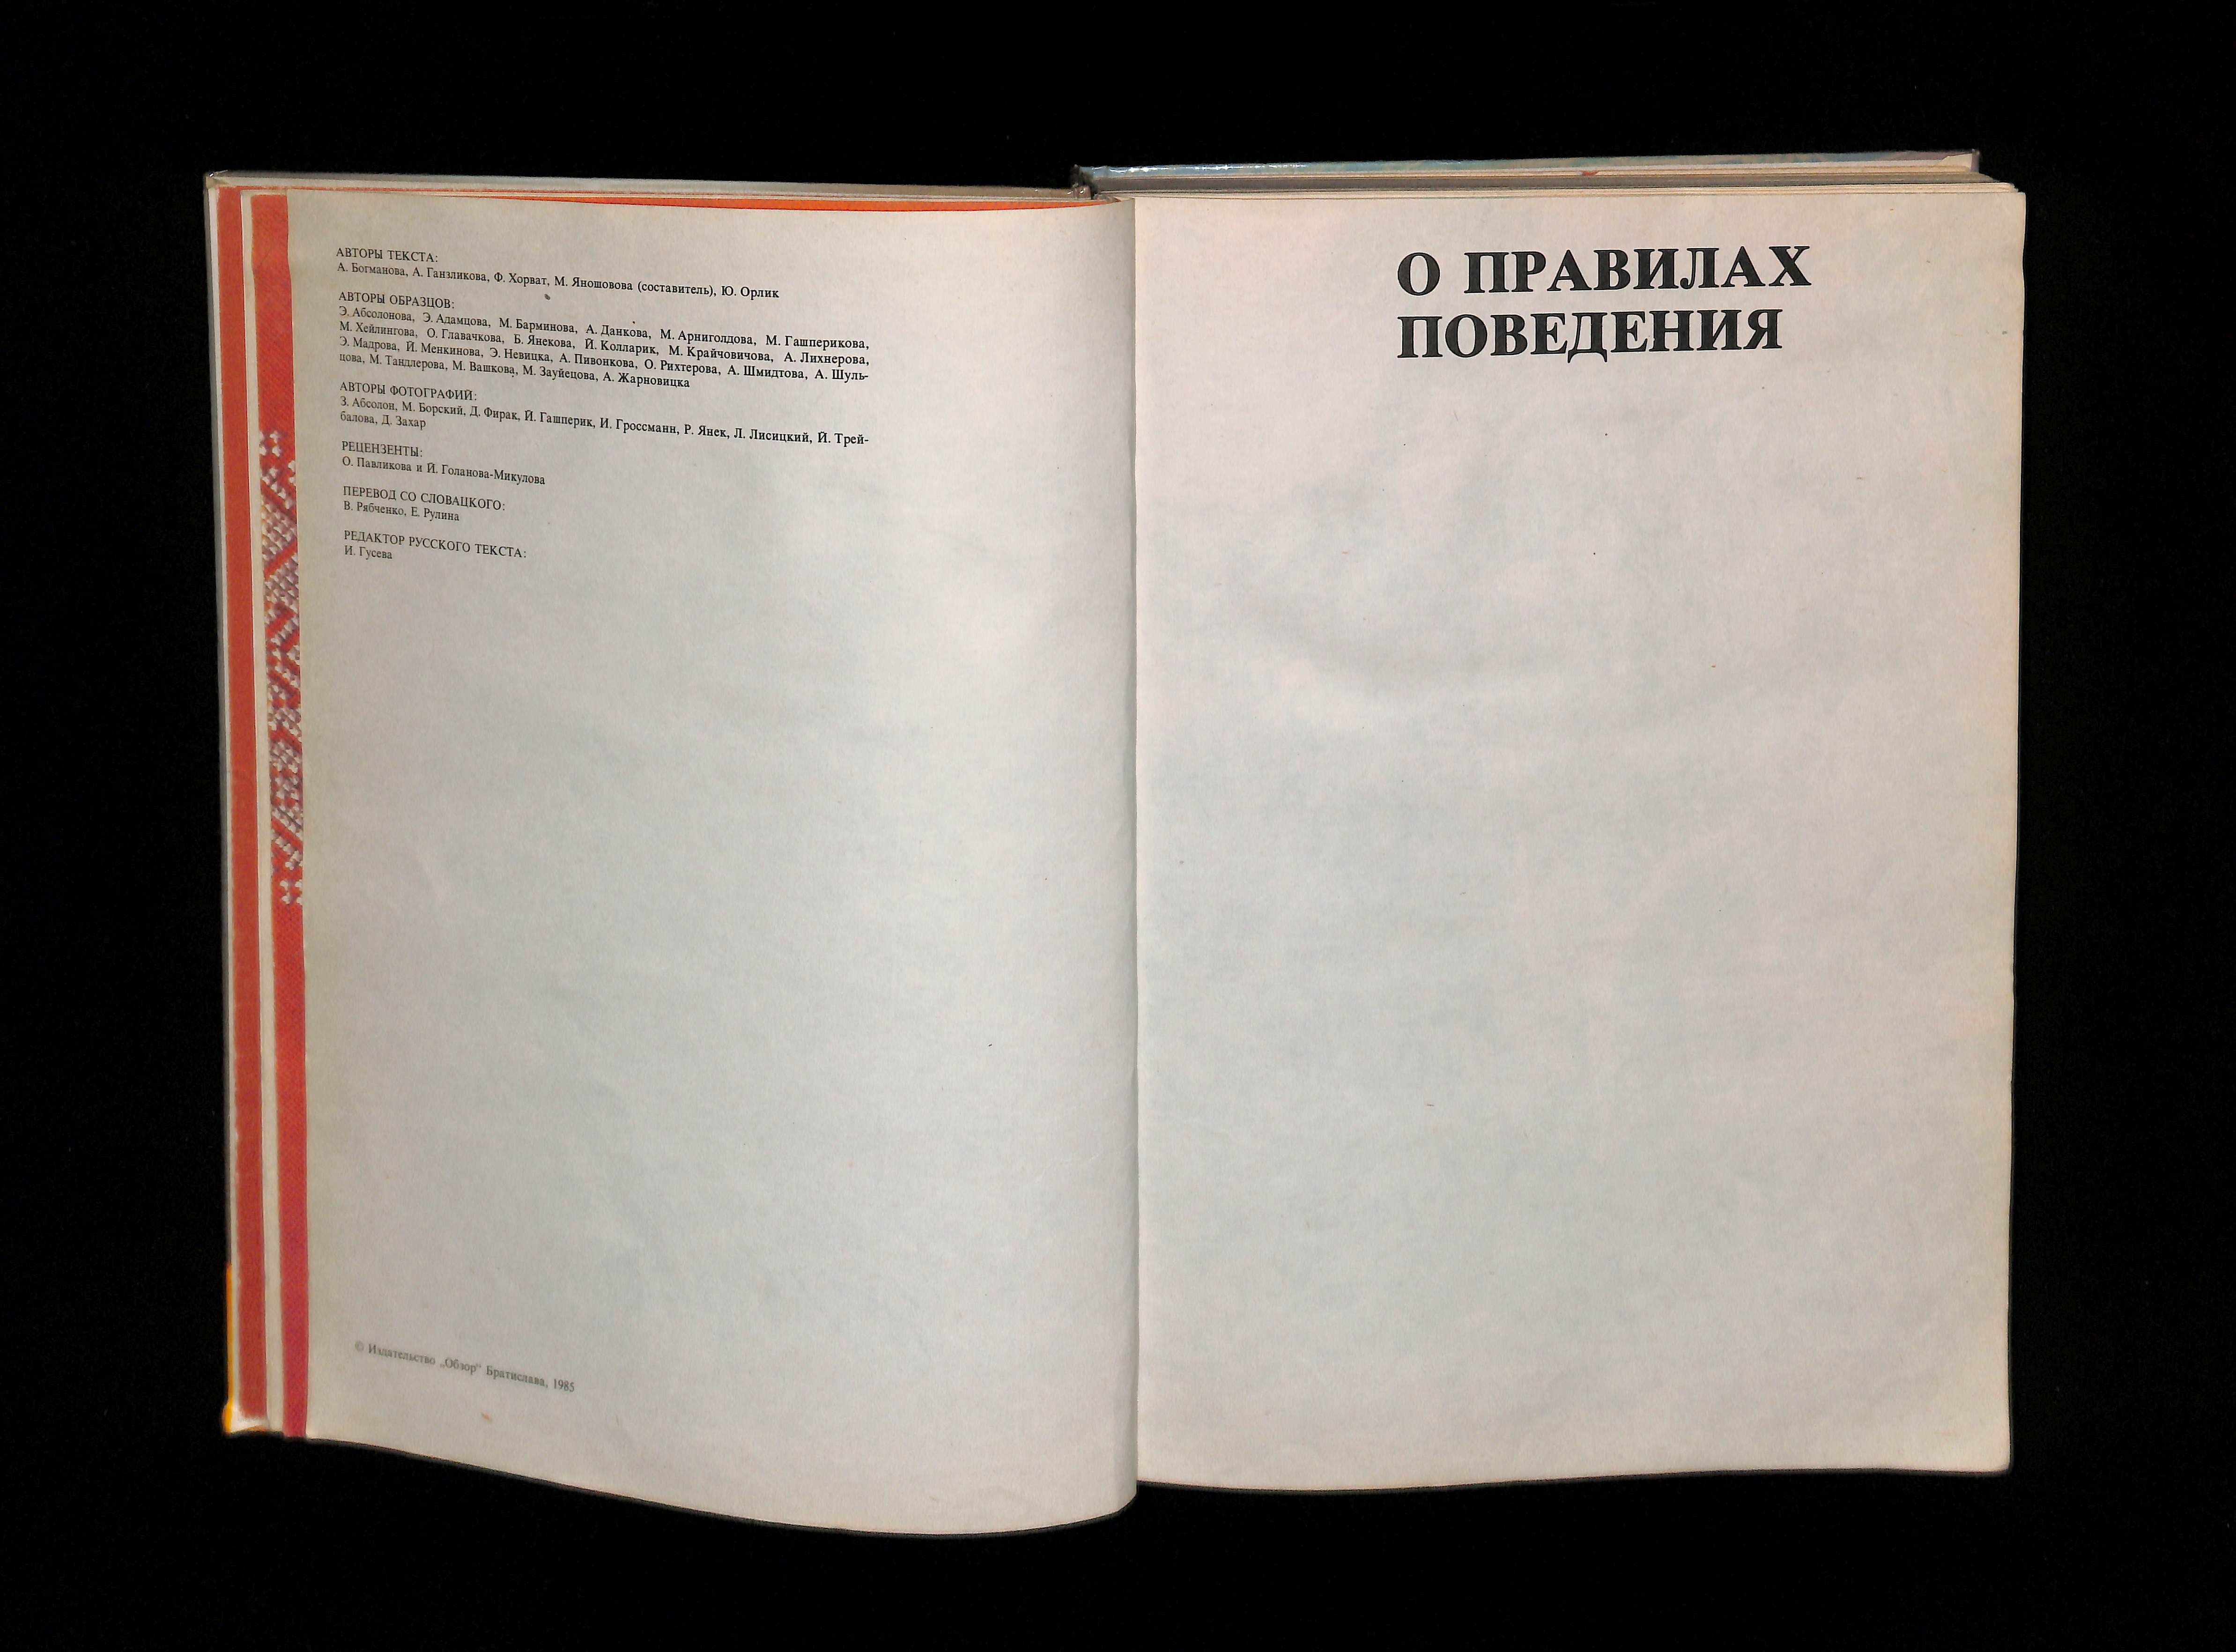 АВТОРЫ ТЕКСТА:
А. Богманова, А. Ганзликова, Ф. Хорват, М. Яношовова (составитель), Ю. Орлик
АВТОРЫ ОБРАЗЦОВ:
Э. Абсолонова, Э. Адамцова, М. Барминова, А. Данкова, М. Арниголдова, М. Гашперикова,
М. Хейлингова, О. Главачкова, Б. Янекова, Й. Колларик, М. Крайчовичова, А. Лихнерова,
Э. Мадрова, Й. Менкинова, Э. Невицка, А. Пивонкова, О. Рихтерова, А. Шмидтова, А. Шуль-
цова, М. Тандлерова, М. Вашкова, М. Зауйецова, А. Жарновицка
АВТОРЫ ФОТОГРАФИЙ:
З. Абсолон, М. Борский, Д. Фирак, Й. Гашперик, И. Гроссманн, Р. Янек, Л. Лисицкий, Й. Трей-
балова, Д. Захар
РЕЦЕНЗЕНТЫ:
О. Павликова и Й. Голанова-Микулова
ПЕРЕВОД СО СЛОВАЦКОГО:
В. Рябченко, Е. Рулина
РЕДАКТОР РУССКОГО ТЕКСТА:
И. Гусева
© Издательство „Обзор“ Братислава, 1985
О ПРАВИЛАХ
ПОВЕДЕНИЯ